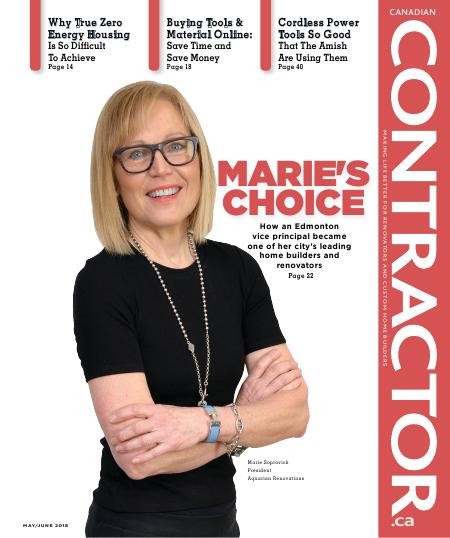 Why True Zero
Energy Housing
Is So Difficult
To Achieve
Page 14
Buying Tools &
Material Online:
Save Time and
Save Money
Page 18
Cordless Power
Tools So Good
That The Amish
Are Using Them
Page 40
CANADIAN
CONTRACTOR
.ca
MAKING LIFE BETTER FOR RENOVATORS AND CUSTOM HOME BUILDERS
MARIE'S
CHOICE
How an Edmonton
vice principal became
one of her city's leading
home builders and
renovators
Page 22
Marie Soprovich
President
Aquarian Renovations
MAY/JUNE 2018